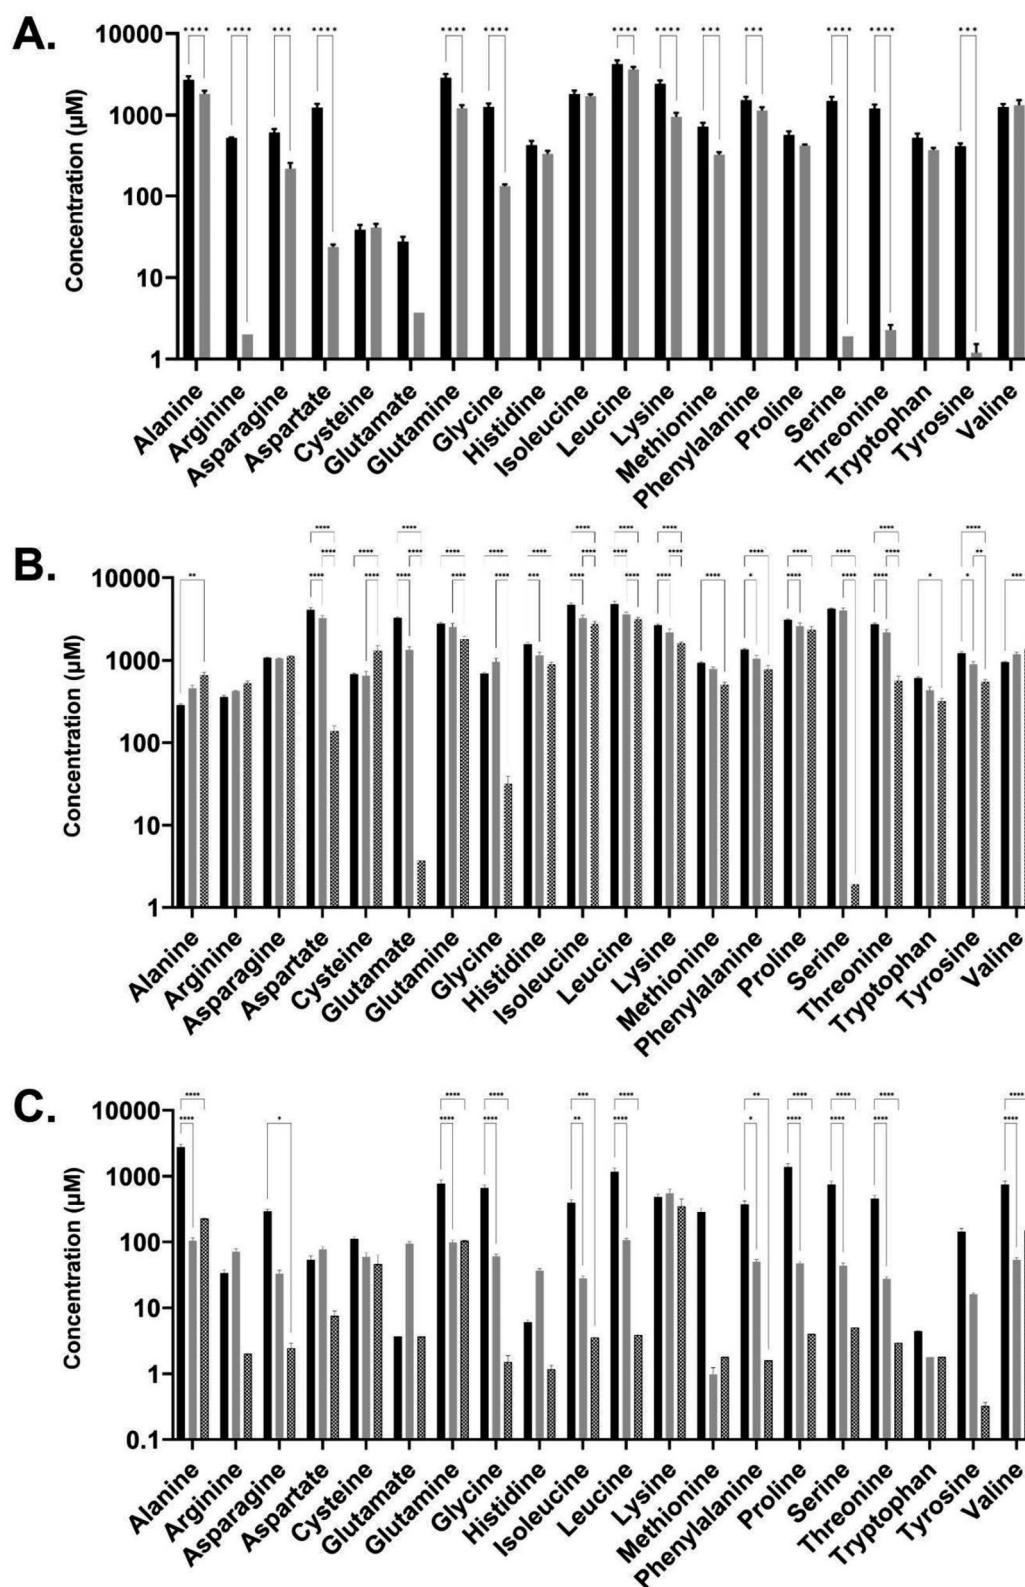 A.
**** **** *** **** **** **** **** **** *** *** **** **** ***
10000
1000
100
10
1
Concentration (µM)
Alanine
Arginine
Asparagine
Aspartate
Cysteine
Glutamate
Glutamine
Glycine
Histidine
Isoleucine
Leucine
Lysine
Methionine
Phenylalanine
Proline
Serine
Threonine
Tryptophan
Tyrosine
Valine
B.
**** **** **** **** **** **** ****
**** **** **** **** **** **** **** **** **** **** **** **** **** **
** **** **** **** *** **** **** **** **** * **** **** * * ***
10000
1000
100
10
1
Concentration (µM)
Alanine
Arginine
Asparagine
Aspartate
Cysteine
Glutamate
Glutamine
Glycine
Histidine
Isoleucine
Leucine
Lysine
Methionine
Phenylalanine
Proline
Serine
Threonine
Tryptophan
Tyrosine
Valine
C.
**** **** **** *** **** ** **** **** **** ****
**** * **** **** ** **** * **** **** **** ****
10000
1000
100
10
1
0.1
Concentration (µM)
Alanine
Arginine
Asparagine
Aspartate
Cysteine
Glutamate
Glutamine
Glycine
Histidine
Isoleucine
Leucine
Lysine
Methionine
Phenylalanine
Proline
Serine
Threonine
Tryptophan
Tyrosine
Valine